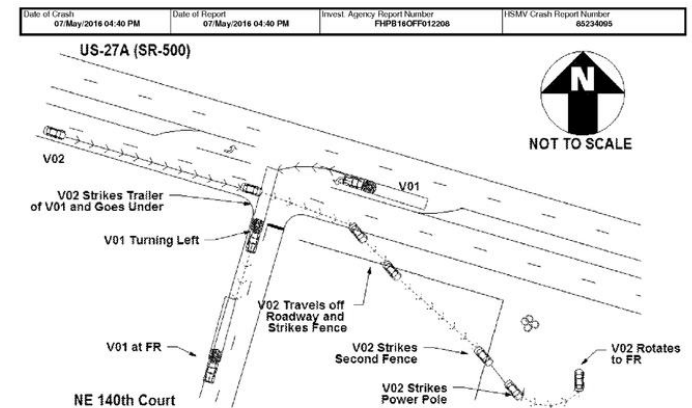 Date of Crash
07/May/2016 04:40 PM
Date of Report
07/May/2016 04:40 PM
Invest. Agency Report Number
FHPB16OFF012208
HSMV Crash Report Number
85234095
US-27A (SR-500)
N
NOT TO SCALE
V02
V01
V02 Strikes Trailer
of V01 and Goes Under
V01 Turning Left
V02 Travels off
Roadway and
Strikes Fence
V01 at FR
V02 Strikes
Second Fence
V02 Rotates
to FR
V02 Strikes
Power Pole
NE 140th Court